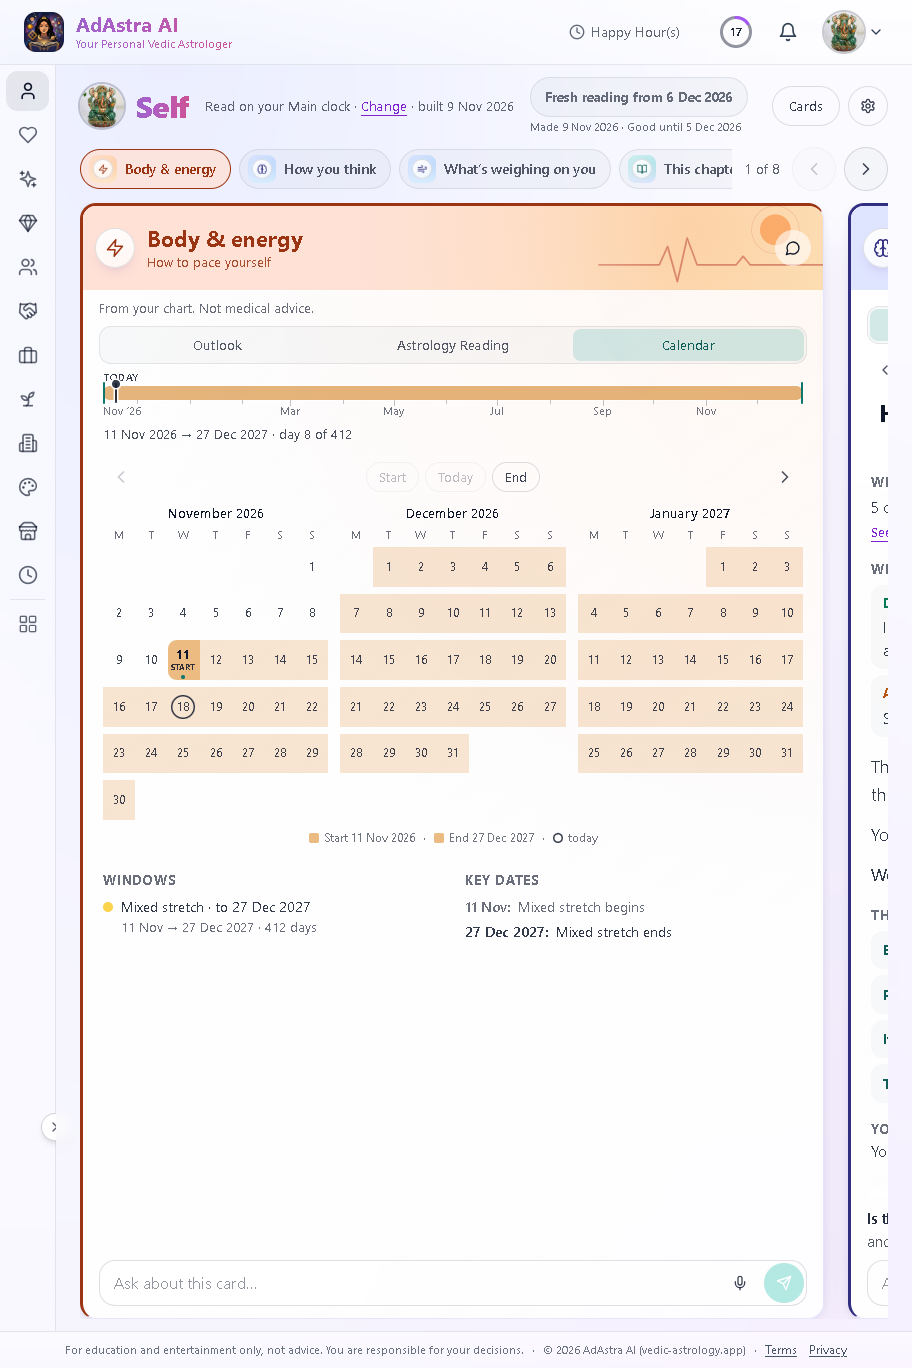 AdAstra AI
Your Personal Vedic Astrologer
Happy Hour(s)
17
Self
Read on your Main clock · Change · built 9 Nov 2026
Fresh reading from 6 Dec 2026
Made 9 Nov 2026 · Good until 5 Dec 2026
Cards
Body & energy
How you think
What's weighing on you
This chapt
1 of 8
Body & energy
How to pace yourself
From your chart. Not medical advice.
Outlook
Astrology Reading
Calendar
TODAY
Nov '26 Mar May Jul Sep Nov
11 Nov 2026 → 27 Dec 2027 · day 8 of 412
Start
Today
End
November 2026
M T W T F S S
1
2 3 4 5 6 7 8
9 10 11 12 13 14 15
START
16 17 18 19 20 21 22
23 24 25 26 27 28 29
30
December 2026
M T W T F S S
1 2 3 4 5 6
7 8 9 10 11 12 13
14 15 16 17 18 19 20
21 22 23 24 25 26 27
28 29 30 31
January 2027
M T W T F S S
1 2 3
4 5 6 7 8 9 10
11 12 13 14 15 16 17
18 19 20 21 22 23 24
25 26 27 28 29 30 31
Start 11 Nov 2026 · End 27 Dec 2027 · today
WINDOWS
Mixed stretch · to 27 Dec 2027
11 Nov → 27 Dec 2027 · 412 days
KEY DATES
11 Nov: Mixed stretch begins
27 Dec 2027: Mixed stretch ends
Ask about this card...
5
See
Th
th
Yo
We
TH
YO
Yo
and
For education and entertainment only, not advice. You are responsible for your decisions. · © 2026 AdAstra AI (vedic-astrology.app) · Terms Privacy